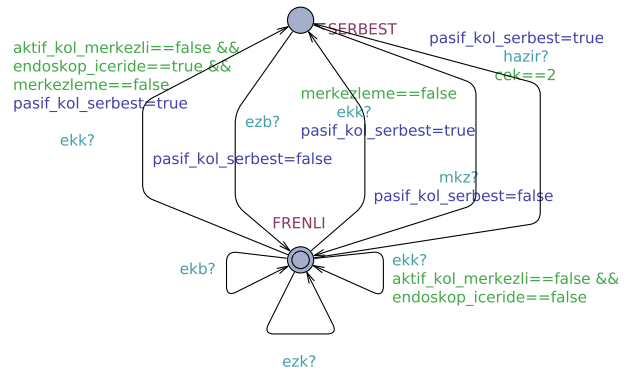 SERBEST
pasif_kol_serbest=true
hazir?
cek==2
aktif_kol_merkezli==false &&
endoskop_iceride==true &&
merkezleme==false
pasif_kol_serbest=true
ekk?
ezb?
pasif_kol_serbest=false
merkezleme==false
ekk?
pasif_kol_serbest=true
mkz?
pasif_kol_serbest=false
FRENLI
ekb?
ekk?
aktif_kol_merkezli==false &&
endoskop_iceride==false
ezk?